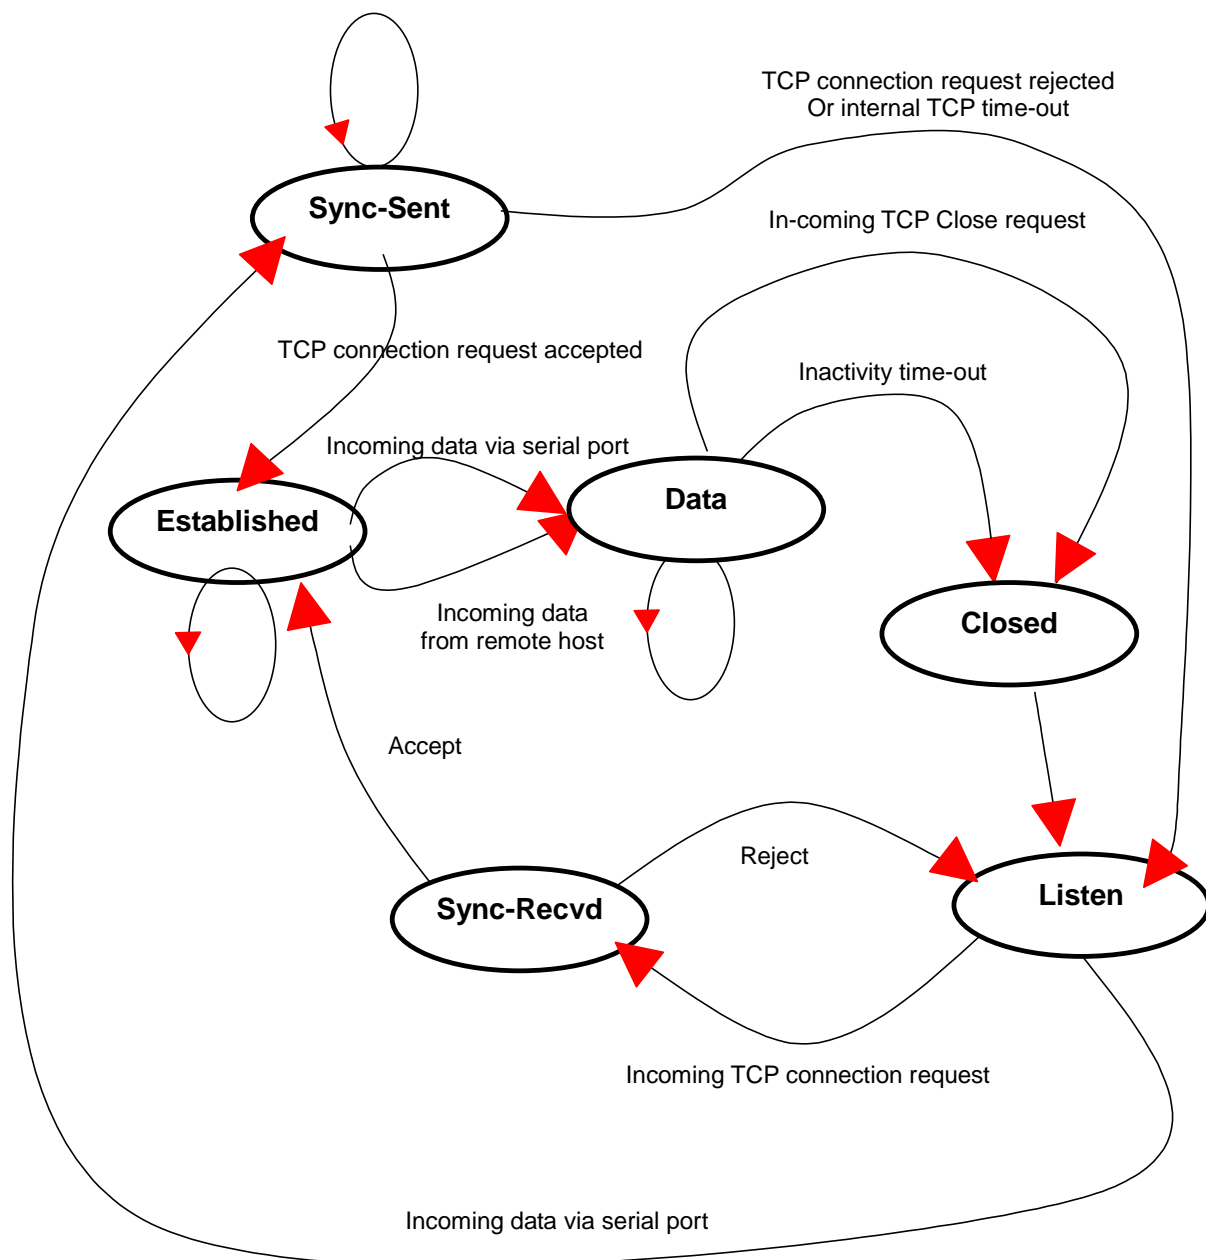 TCP connection request rejected
Or internal TCP time-out
Sync-Sent
In-coming TCP Close request
TCP connection request accepted
Inactivity time-out
Incoming data via serial port
Data
Established
Incoming data
from remote host
Closed
Accept
Reject
Sync-Recvd
Listen
Incoming TCP connection request
Incoming data via serial port